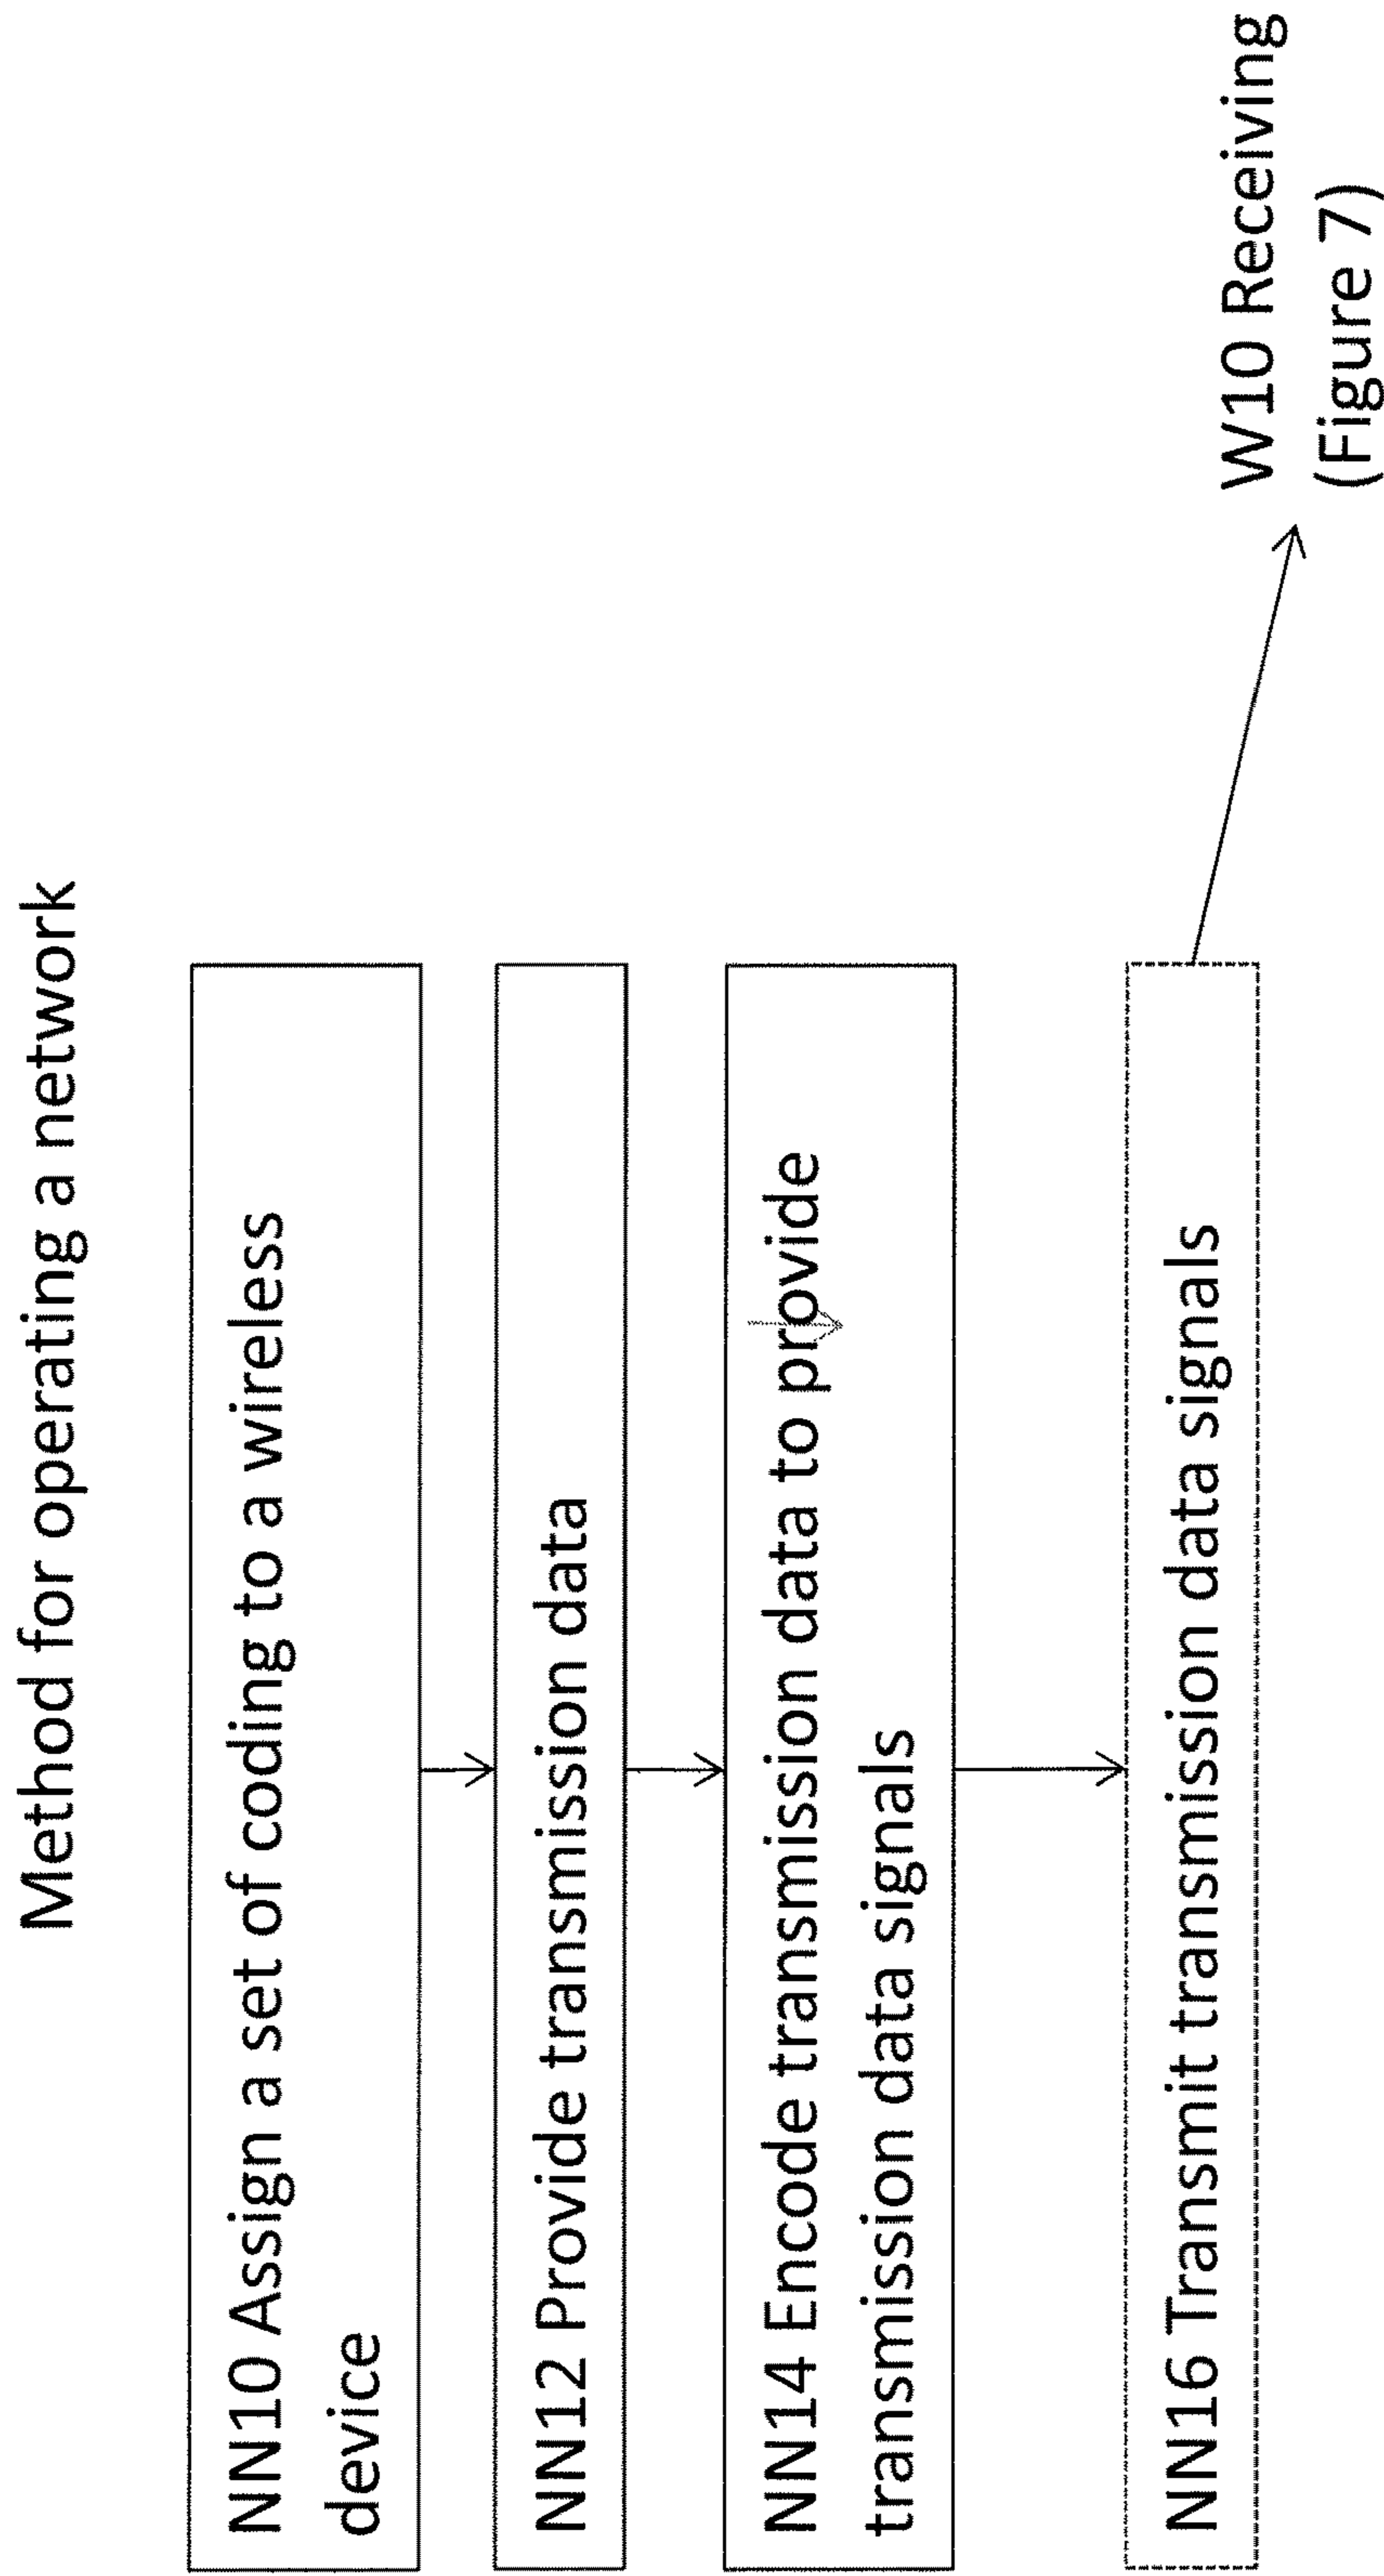 Method for operating a network
NN10 Assign a set of coding to a wireless
device
NN12 Provide transmission data
NN14 Encode transmission data to provide
transmission data signals
NN16 Transmit transmission data signals
W10 Receiving
(Figure 7)